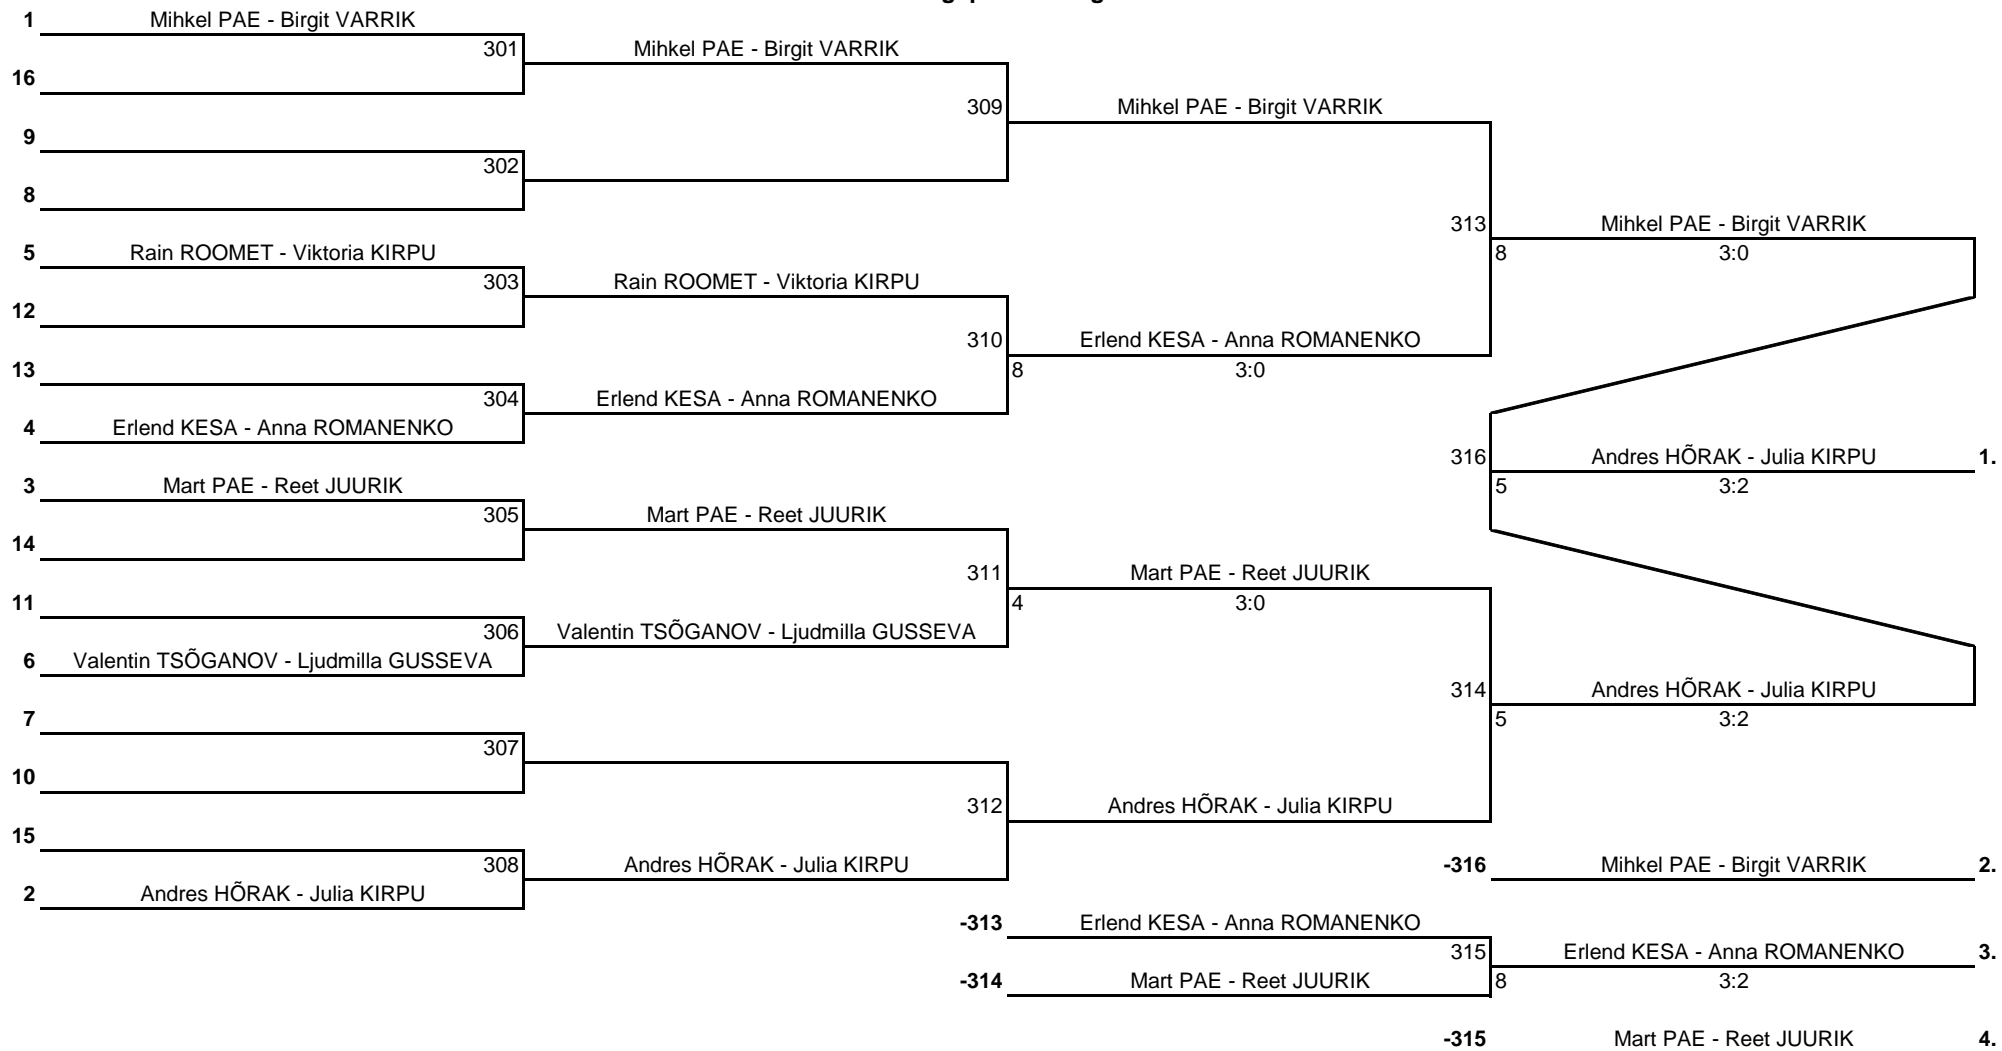 1 Mihkel PAE - Birgit VARRIK
301 Mihkel PAE - Birgit VARRIK
16
309 Mihkel PAE - Birgit VARRIK
9
302
8
313 Mihkel PAE - Birgit VARRIK
8 3:0
5 Rain ROOMET - Viktoria KIRPU
303 Rain ROOMET - Viktoria KIRPU
12
310 Erlend KESA - Anna ROMANENKO
8 3:0
13
304 Erlend KESA - Anna ROMANENKO
4 Erlend KESA - Anna ROMANENKO
316 Andres HÕRAK - Julia KIRPU 1.
5 3:2
3 Mart PAE - Reet JUURIK
305 Mart PAE - Reet JUURIK
14
311 Mart PAE - Reet JUURIK
4 3:0
11
306 Valentin TSÕGANOV - Ljudmilla GUSSEVA
6 Valentin TSÕGANOV - Ljudmilla GUSSEVA
314 Andres HÕRAK - Julia KIRPU
5 3:2
7
307
10
312 Andres HÕRAK - Julia KIRPU
15
308 Andres HÕRAK - Julia KIRPU
2 Andres HÕRAK - Julia KIRPU
-316 Mihkel PAE - Birgit VARRIK 2.
-313 Erlend KESA - Anna ROMANENKO
315 Erlend KESA - Anna ROMANENKO 3.
-314 Mart PAE - Reet JUURIK
8 3:2
-315 Mart PAE - Reet JUURIK 4.